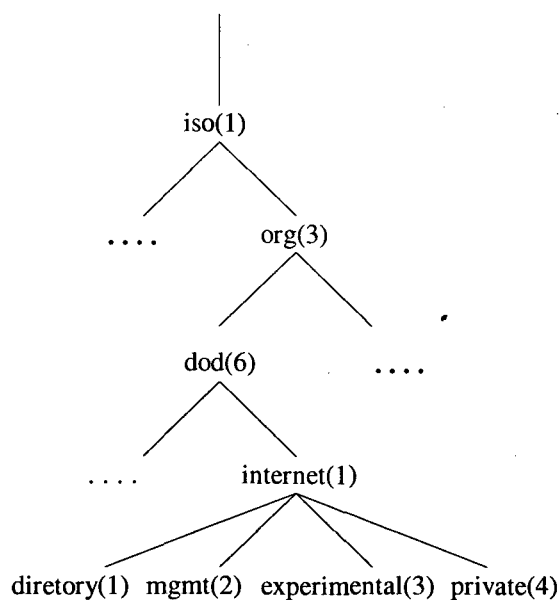 iso(1)
.... org(3)
dod(6) ....
.... internet(1)
diretory(1) mgmt(2) experimental(3) private(4)